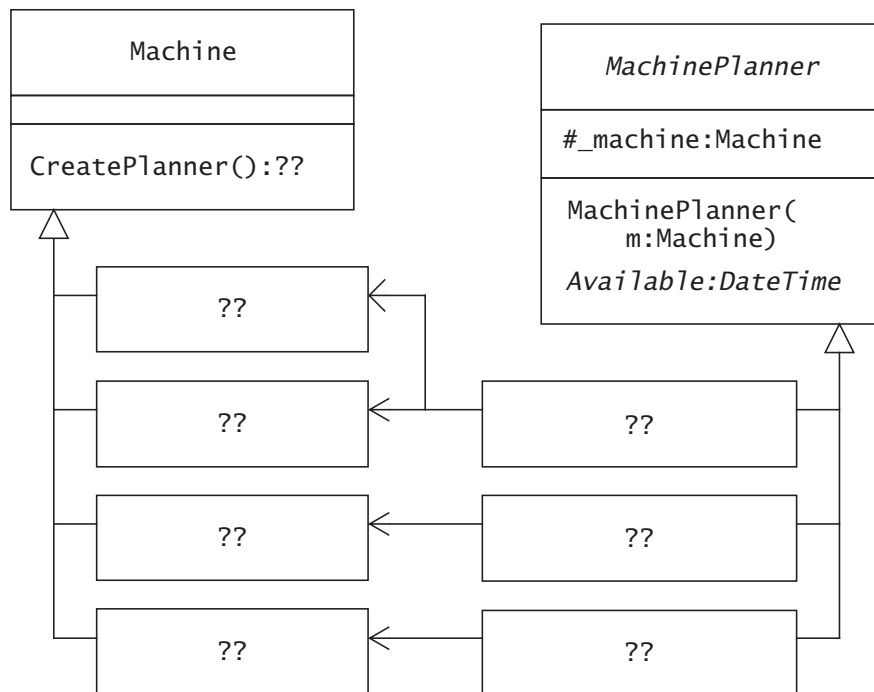 Machine
CreatePlanner():??
MachinePlanner
#_machine:Machine
MachinePlanner(
m:Machine)
Available:DateTime
??
??
??
??
??
??
??